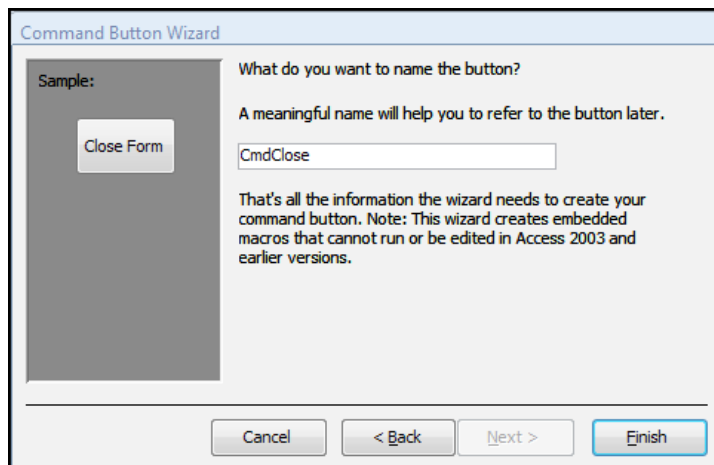 Command Button Wizard
Sample:
Close Form
What do you want to name the button?
A meaningful name will help you to refer to the button later.
CmdClose
That's all the information the wizard needs to create your
command button. Note: This wizard creates embedded
macros that cannot run or be edited in Access 2003 and
earlier versions.
Cancel
< Back
Next >
Finish